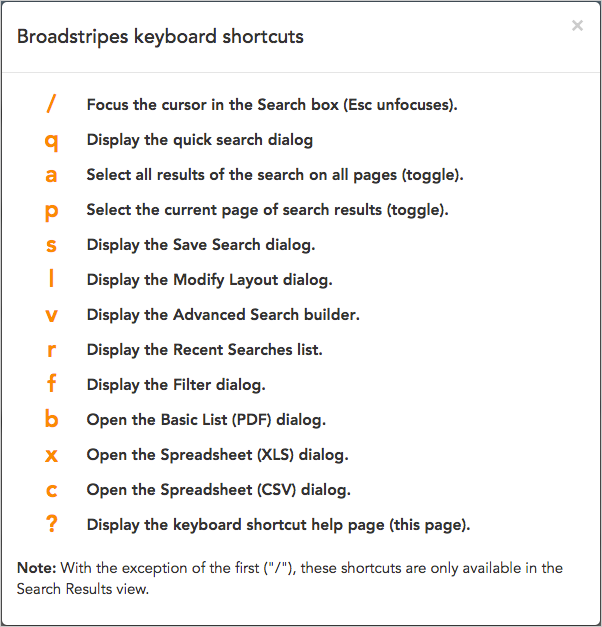 Broadstripes keyboard shortcuts
×
/ Focus the cursor in the Search box (Esc unfocuses).
q Display the quick search dialog
a Select all results of the search on all pages (toggle).
p Select the current page of search results (toggle).
s Display the Save Search dialog.
l Display the Modify Layout dialog.
v Display the Advanced Search builder.
r Display the Recent Searches list.
f Display the Filter dialog.
b Open the Basic List (PDF) dialog.
x Open the Spreadsheet (XLS) dialog.
c Open the Spreadsheet (CSV) dialog.
? Display the keyboard shortcut help page (this page).
Note: With the exception of the first ("/"), these shortcuts are only available in the
Search Results view.